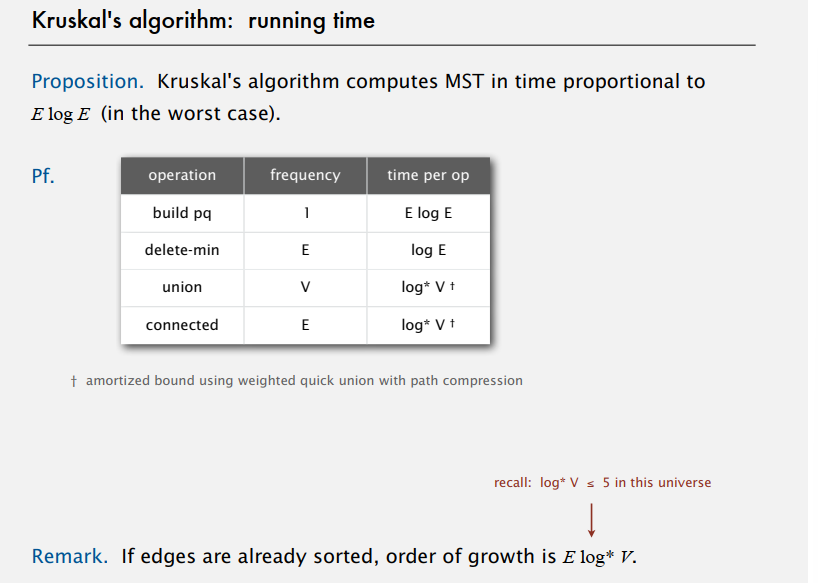 Kruskal's algorithm: running time
Proposition. Kruskal's algorithm computes MST in time proportional to
E log E (in the worst case).
Pf.
operation frequency time per op
build pq 1 E log E
delete-min E log E
union V log* V †
connected E log* V †
† amortized bound using weighted quick union with path compression
recall: log* V ≤ 5 in this universe
Remark. If edges are already sorted, order of growth is E log* V.